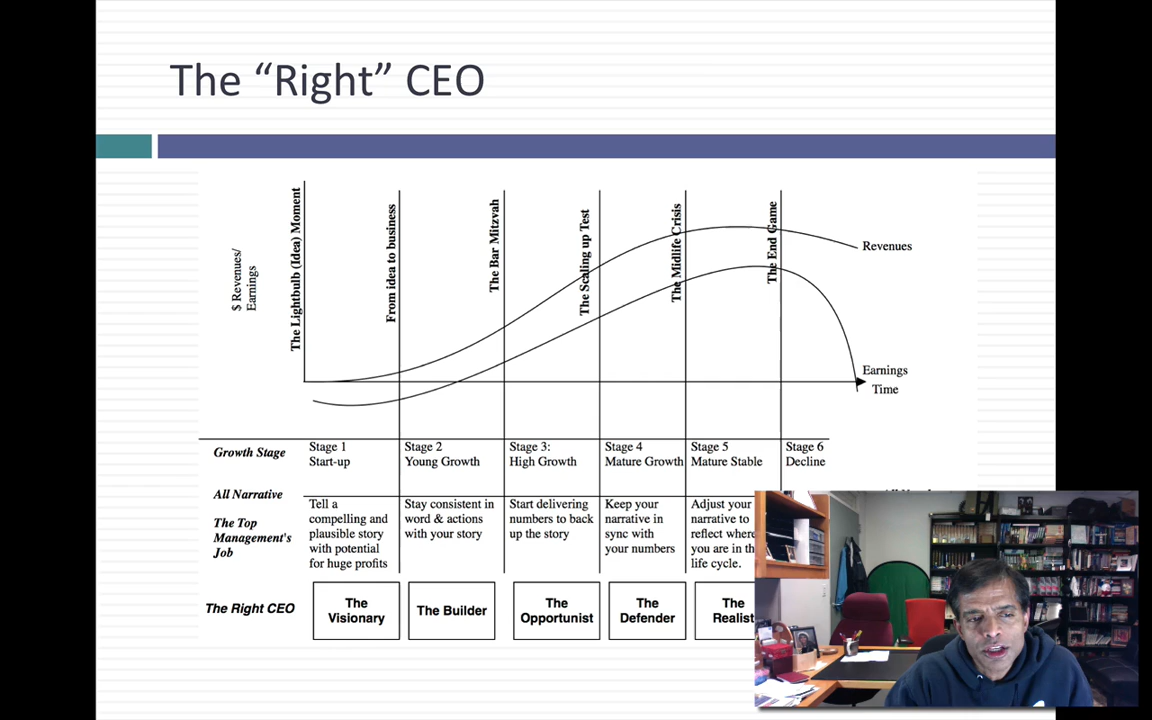 The “Right” CEO
$ Revenues/
Earnings
The Lightbulb (Idea) Moment
From idea to business
The Bar Mitzvah
The Scaling up Test
The Midlife Crisis
The End Game
Revenues
Earnings
Time
Growth Stage
Stage 1
Start-up
Stage 2
Young Growth
Stage 3:
High Growth
Stage 4
Mature Growth
Stage 5
Mature Stable
Stage 6
Decline
All Narrative
The Top
Management's
Job
Tell a
compelling and
plausible story
with potential
for huge profits
Stay consistent in
word & actions
with your story
Start delivering
numbers to back
up the story
Keep your
narrative in
sync with
your numbers
Adjust your
narrative to
reflect where
you are in the
life cycle.
The Right CEO
The
Visionary
The Builder
The
Opportunist
The
Defender
The
Realist